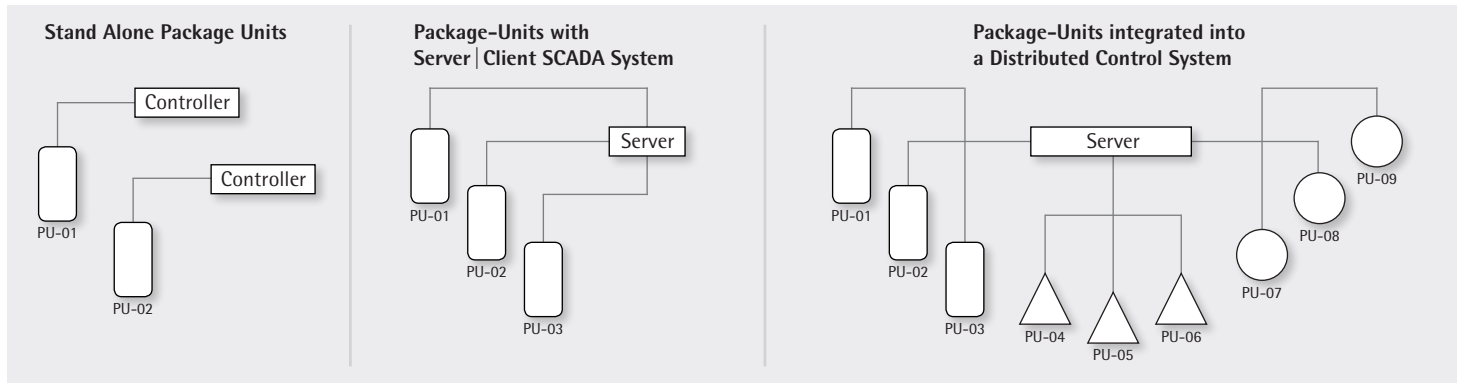 Stand Alone Package Units
Controller
PU-01
Controller
PU-02
Package-Units with
Server | Client SCADA System
Server
PU-01
PU-02
PU-03
Package-Units integrated into
a Distributed Control System
Server
PU-01
PU-02
PU-03
PU-04
PU-05
PU-06
PU-07
PU-08
PU-09